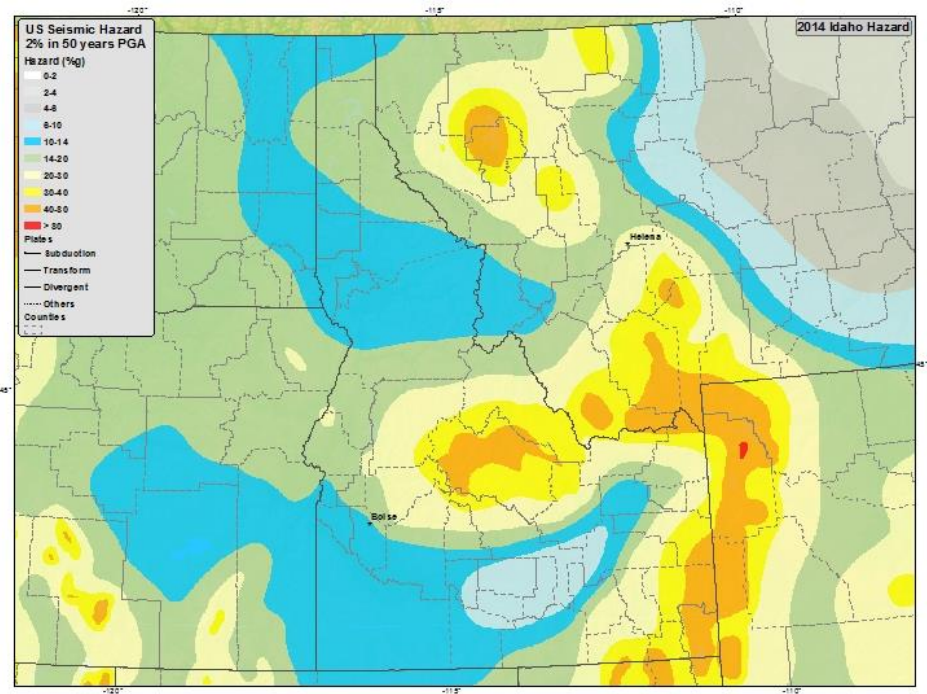 -120°
-115°
-110°
US Seismic Hazard
2% in 50 years PGA
2014 Idaho Hazard
Hazard (%g)
0-2
2-4
4-6
6-10
10-14
14-20
20-30
30-40
40-80
> 80
Plates
Subduction
Transform
Divergent
Others
Counties
Helena
45°
45°
Boise
-120°
-115°
-110°